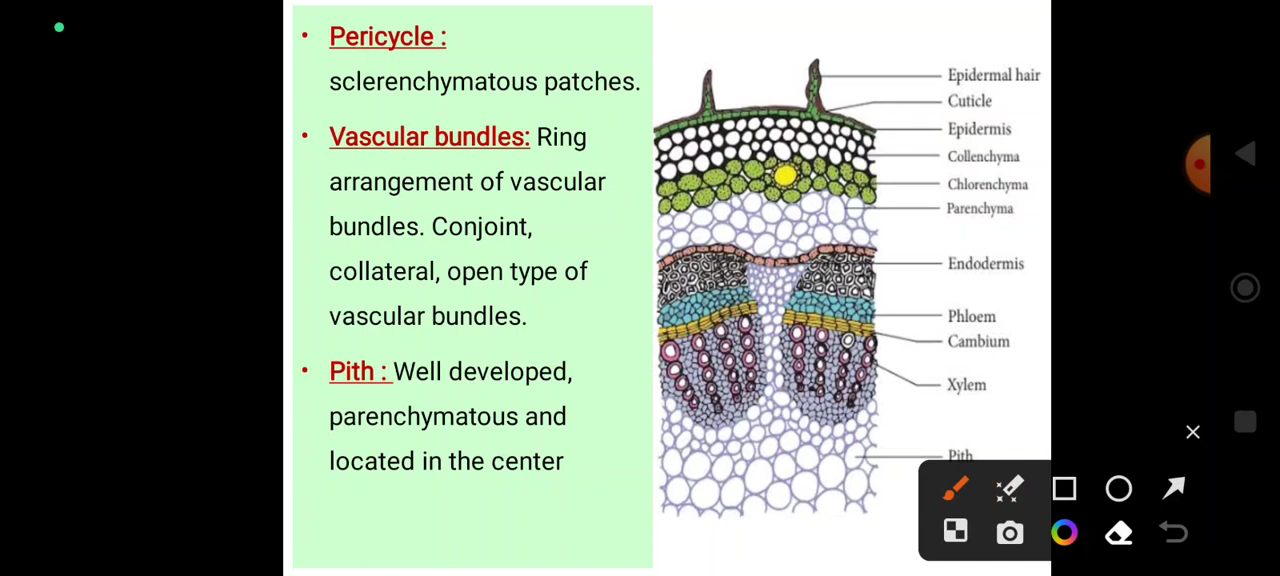 • Pericycle :
sclerenchymatous patches.
• Vascular bundles: Ring
arrangement of vascular
bundles. Conjoint,
collateral, open type of
vascular bundles.
• Pith : Well developed,
parenchymatous and
located in the center
Epidermal hair
Cuticle
Epidermis
Collenchyma
Chlorenchyma
Parenchyma
Endodermis
Phloem
Cambium
Xylem
Pith